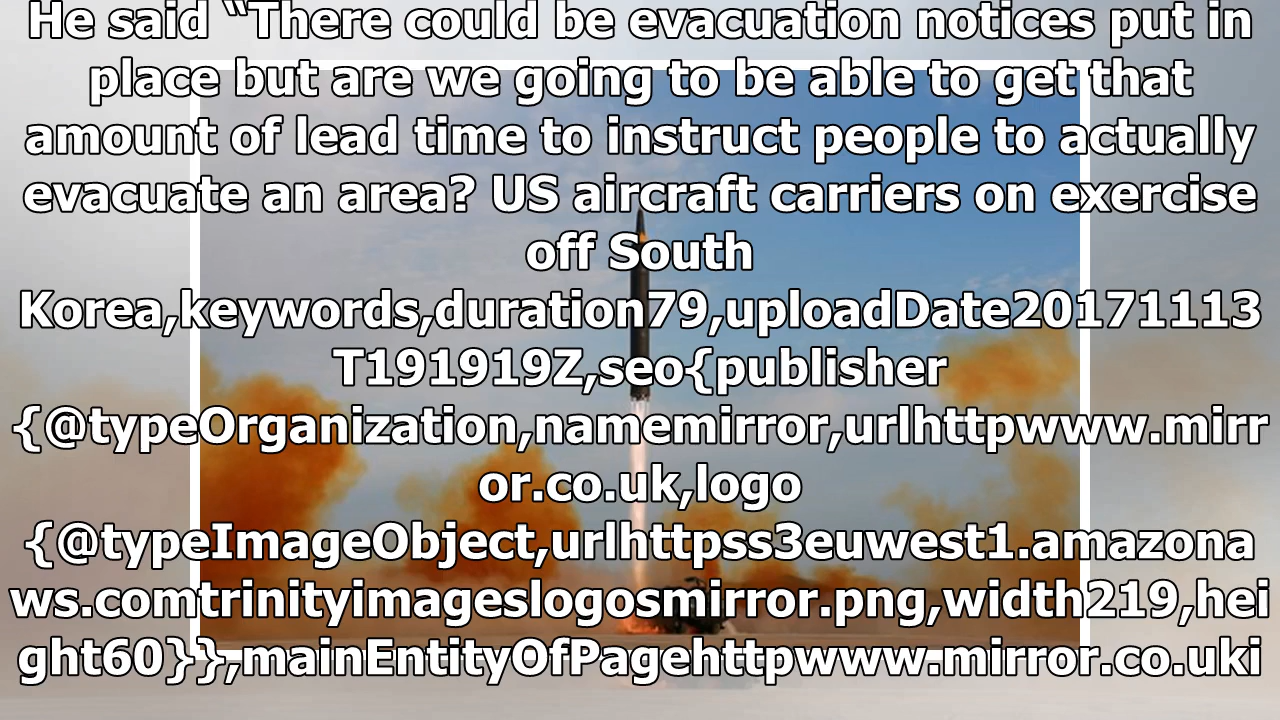 He said “There could be evacuation notices put in
place but are we going to be able to get that
amount of lead time to instruct people to actually
evacuate an area? US aircraft carriers on exercise
off South
Korea,keywords,duration79,uploadDate20171113
T191919Z,seo{publisher
{@typeOrganization,namemirror,urlhttpwww.mirr
or.co.uk,logo
{@typeImageObject,urlhttpss3euwest1.amazona
ws.comtrinityimageslogosmirror.png,width219,hei
ght60}},mainEntityOfPagehttpwww.mirror.co.uki